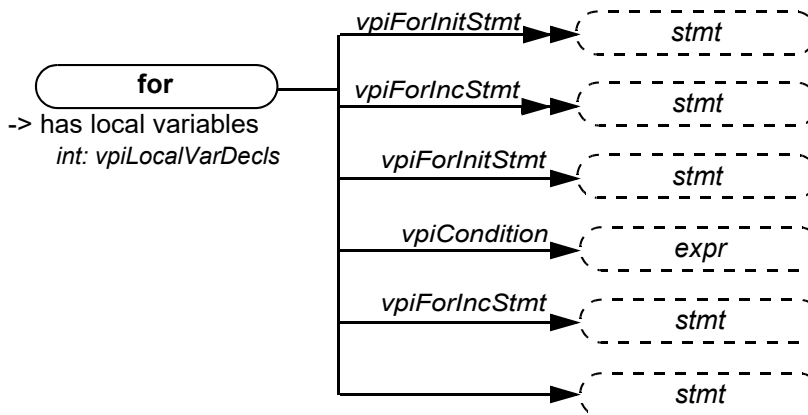 vpiForInitStmt
stmt
for
vpiForIncStmt
stmt
-> has local variables
int: vpiLocalVarDecls
vpiForInitStmt
stmt
vpiCondition
expr
vpiForIncStmt
stmt
stmt